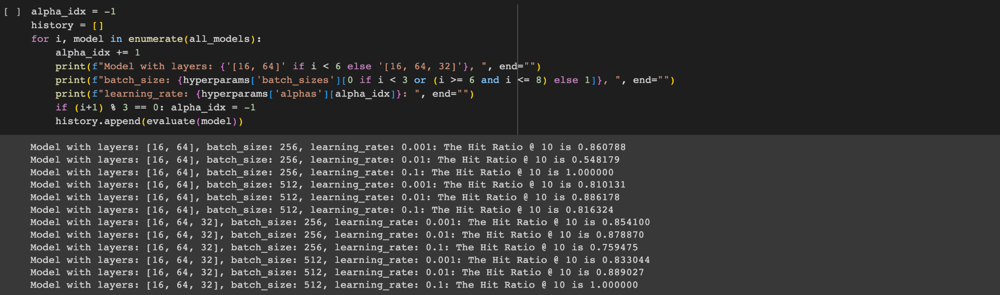 [ ] alpha_idx = -1
history = []
for i, model in enumerate(all_models):
    alpha_idx += 1
    print(f"Model with layers: {'[16, 64]' if i < 6 else '[16, 64, 32]'}, ", end="")
    print(f"batch_size: {hyperparams['batch_sizes'][0 if i < 3 or (i >= 6 and i <= 8) else 1]}, ", end="")
    print(f"learning_rate: {hyperparams['alphas'][alpha_idx]}: ", end="")
    if (i+1) % 3 == 0: alpha_idx = -1
    history.append(evaluate(model))
Model with layers: [16, 64], batch_size: 256, learning_rate: 0.001: The Hit Ratio @ 10 is 0.860788
Model with layers: [16, 64], batch_size: 256, learning_rate: 0.01: The Hit Ratio @ 10 is 0.548179
Model with layers: [16, 64], batch_size: 256, learning_rate: 0.1: The Hit Ratio @ 10 is 1.000000
Model with layers: [16, 64], batch_size: 512, learning_rate: 0.001: The Hit Ratio @ 10 is 0.810131
Model with layers: [16, 64], batch_size: 512, learning_rate: 0.01: The Hit Ratio @ 10 is 0.886178
Model with layers: [16, 64], batch_size: 512, learning_rate: 0.1: The Hit Ratio @ 10 is 0.816324
Model with layers: [16, 64, 32], batch_size: 256, learning_rate: 0.001: The Hit Ratio @ 10 is 0.854100
Model with layers: [16, 64, 32], batch_size: 256, learning_rate: 0.01: The Hit Ratio @ 10 is 0.878870
Model with layers: [16, 64, 32], batch_size: 256, learning_rate: 0.1: The Hit Ratio @ 10 is 0.759475
Model with layers: [16, 64, 32], batch_size: 512, learning_rate: 0.001: The Hit Ratio @ 10 is 0.833044
Model with layers: [16, 64, 32], batch_size: 512, learning_rate: 0.01: The Hit Ratio @ 10 is 0.889027
Model with layers: [16, 64, 32], batch_size: 512, learning_rate: 0.1: The Hit Ratio @ 10 is 1.000000